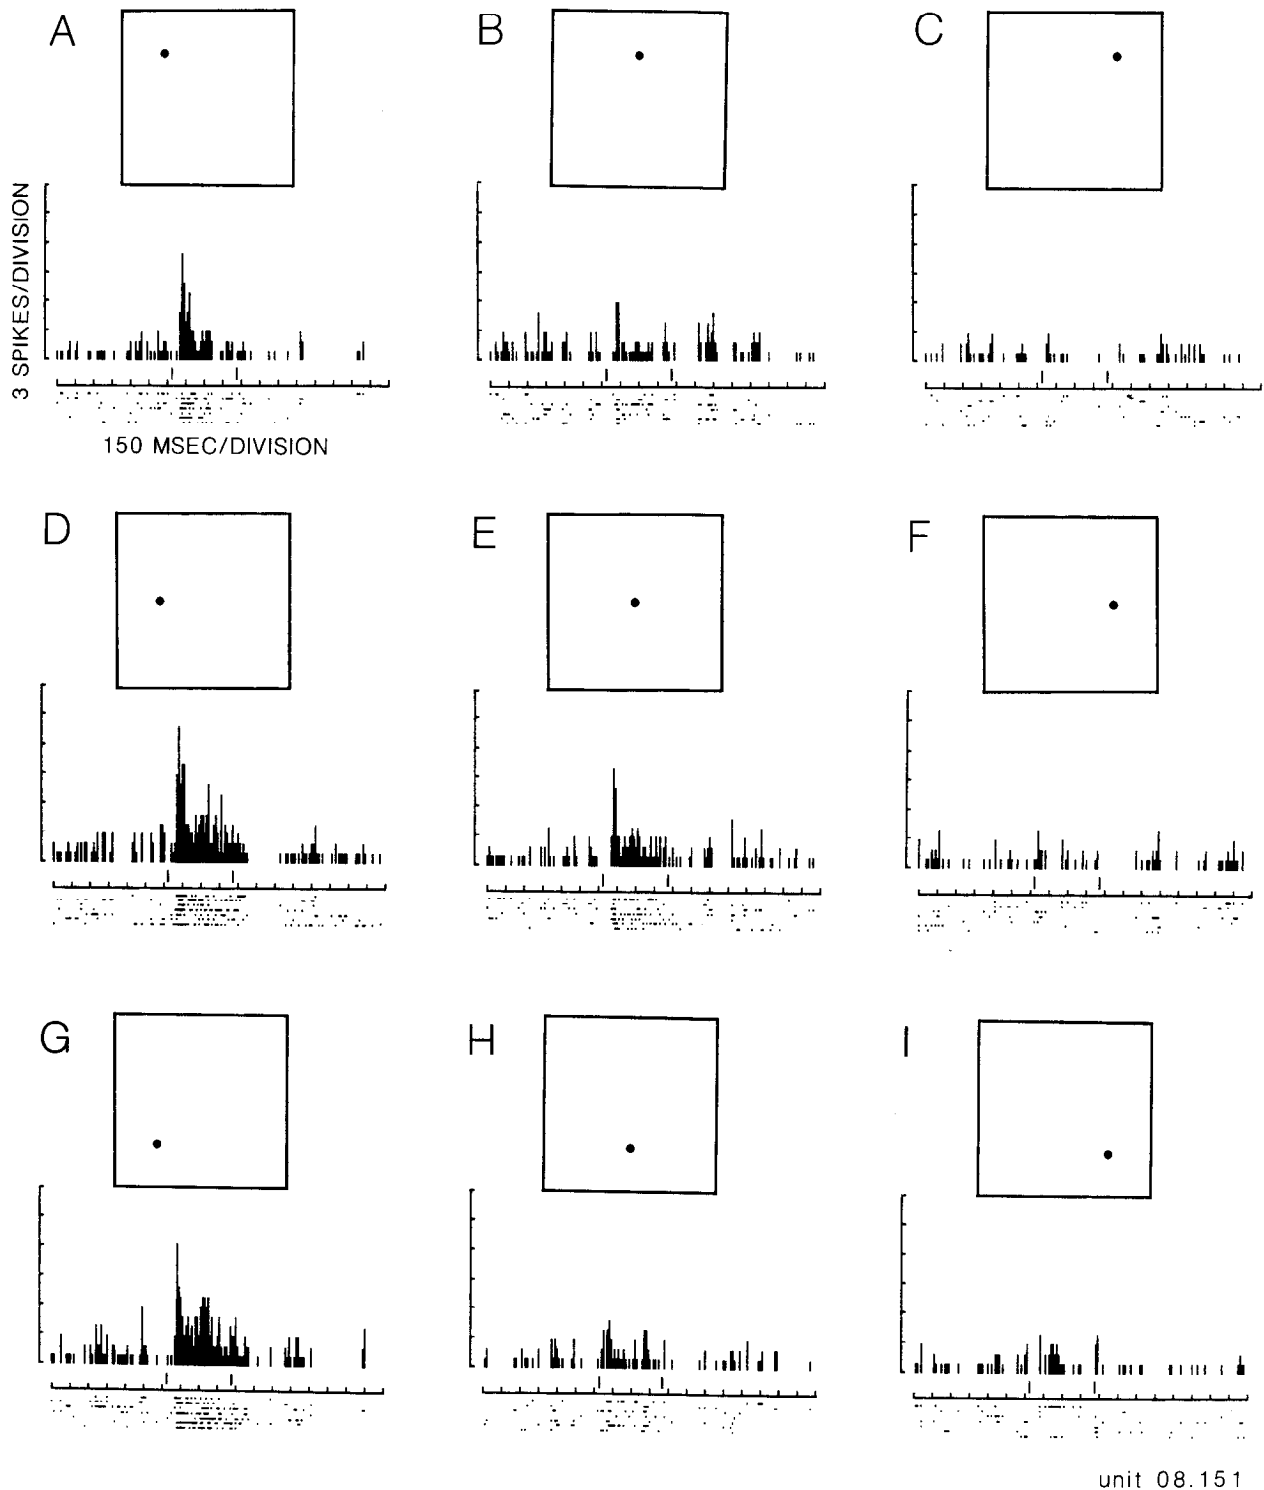 A
B
C
3 SPIKES/DIVISION
150 MSEC/DIVISION
D
E
F
G
H
I
unit 08.151